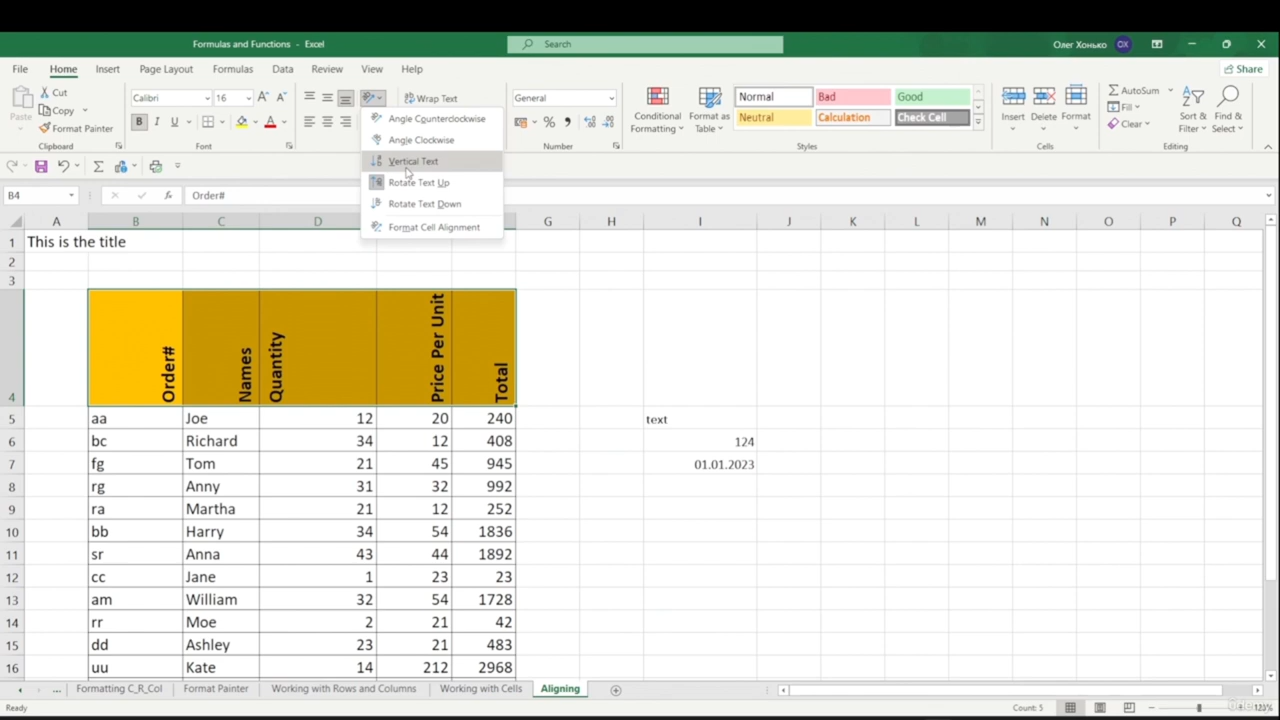 Formulas and Functions - Excel
Search
Олег Хонько
ОХ
File Home Insert Page Layout Formulas Data Review View Help
Share
Paste
Cut
Copy
Format Painter
Clipboard
Calibri
16
B I U
Font
Wrap Text
Angle Counterclockwise
Angle Clockwise
Vertical Text
Rotate Text Up
Rotate Text Down
Format Cell Alignment
General
%
Number
Conditional Formatting
Format as Table
Normal Bad Good
Neutral Calculation Check Cell
Styles
Insert Delete Format
Cells
AutoSum
Fill
Clear
Sort & Filter
Find & Select
Editing
B4
fx
Order#
A B C D G H I J K L M N O P Q
1 This is the title
2
3
4 Order# Names Quantity Price Per Unit Total
5 aa Joe 12 20 240 text
6 bc Richard 34 12 408 124
7 fg Tom 21 45 945 01.01.2023
8 rg Anny 31 32 992
9 ra Martha 21 12 252
10 bb Harry 34 54 1836
11 sr Anna 43 44 1892
12 cc Jane 1 23 23
13 am William 32 54 1728
14 rr Moe 2 21 42
15 dd Ashley 23 21 483
16 uu Kate 14 212 2968
... Formatting C_R_Col Format Painter Working with Rows and Columns Working with Cells Aligning
Ready
Count: 5